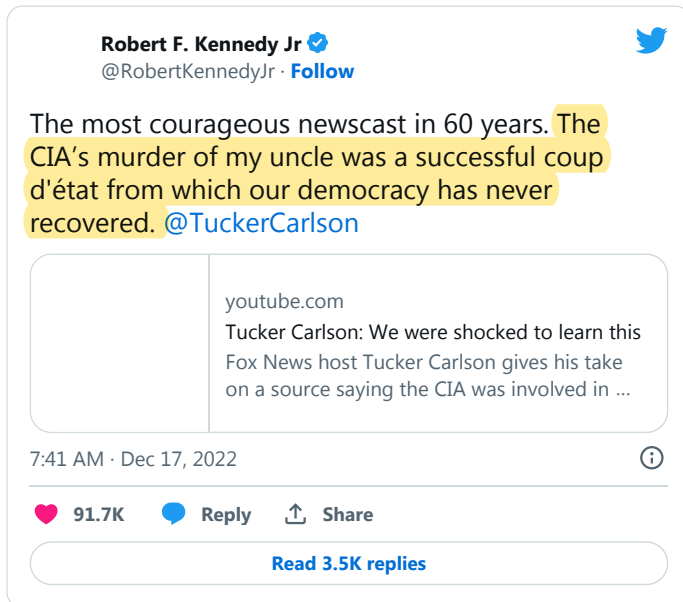 Robert F. Kennedy Jr
@RobertKennedyJr · Follow
The most courageous newscast in 60 years. The
CIA’s murder of my uncle was a successful coup
d'état from which our democracy has never
recovered. @TuckerCarlson
youtube.com
Tucker Carlson: We were shocked to learn this
Fox News host Tucker Carlson gives his take
on a source saying the CIA was involved in ...
7:41 AM · Dec 17, 2022
91.7K Reply Share
Read 3.5K replies